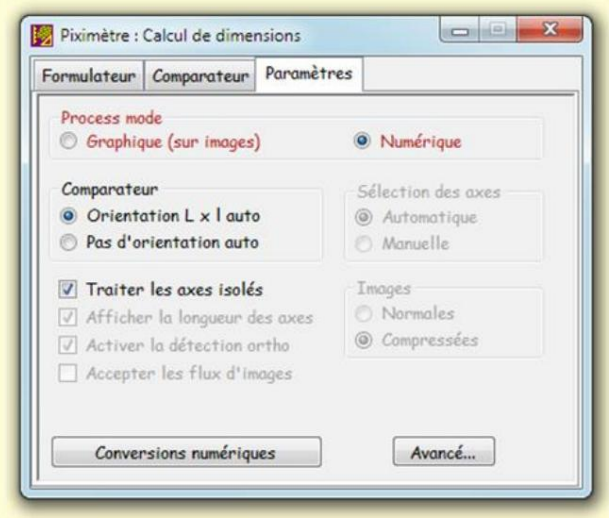 Piximètre : Calcul de dimensions
Formulateur Comparateur Paramètres
Process mode
Graphique (sur images) Numérique
Comparateur
Orientation L x l auto
Pas d'orientation auto
Sélection des axes
Automatique
Manuelle
Traiter les axes isolés
Afficher la longueur des axes
Activer la détection ortho
Accepter les flux d'images
Images
Normales
Compressées
Conversions numériques Avancé...